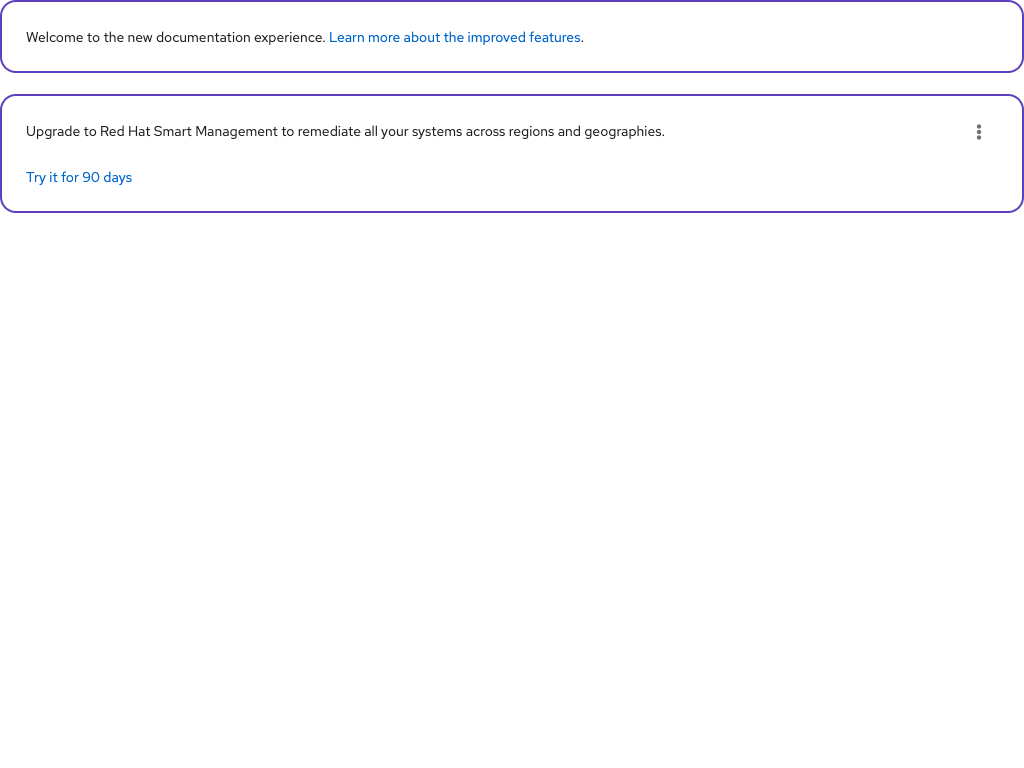 Welcome to the new documentation experience. Learn more about the improved features.
Upgrade to Red Hat Smart Management to remediate all your systems across regions and geographies.
Try it for 90 days